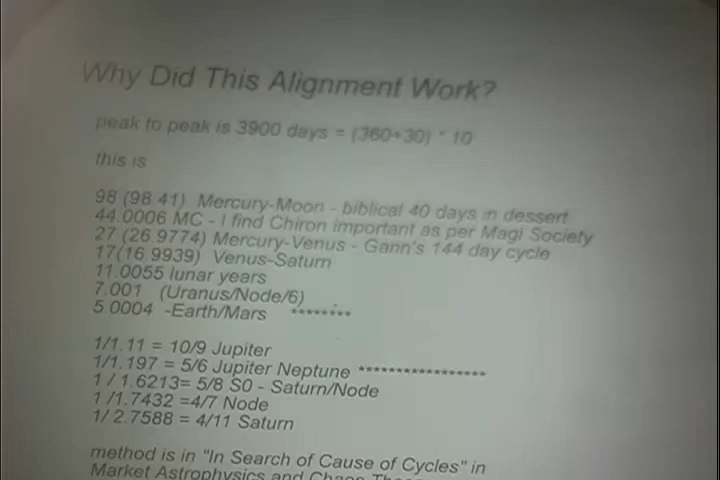 Why Did This Alignment Work?
peak to peak is 3900 days = (360+30) * 10
this is
98 (98.41) Mercury-Moon - biblical 40 days in dessert
44.0006 MC - I find Chiron important as per Magi Society
27 (26.9774) Mercury-Venus - Gann's 144 day cycle
17(16.9939) Venus-Saturn
11.0055 lunar years
7.001 (Uranus/Node/6)
5.0004 -Earth/Mars ********
1/1.11 = 10/9 Jupiter
1/1.197 = 5/6 Jupiter Neptune *****************
1 / 1.6213= 5/8 S0 - Saturn/Node
1 /1.7432 =4/7 Node
1/ 2.7588 = 4/11 Saturn
method is in "In Search of Cause of Cycles" in
Market Astrophysics and Chaos